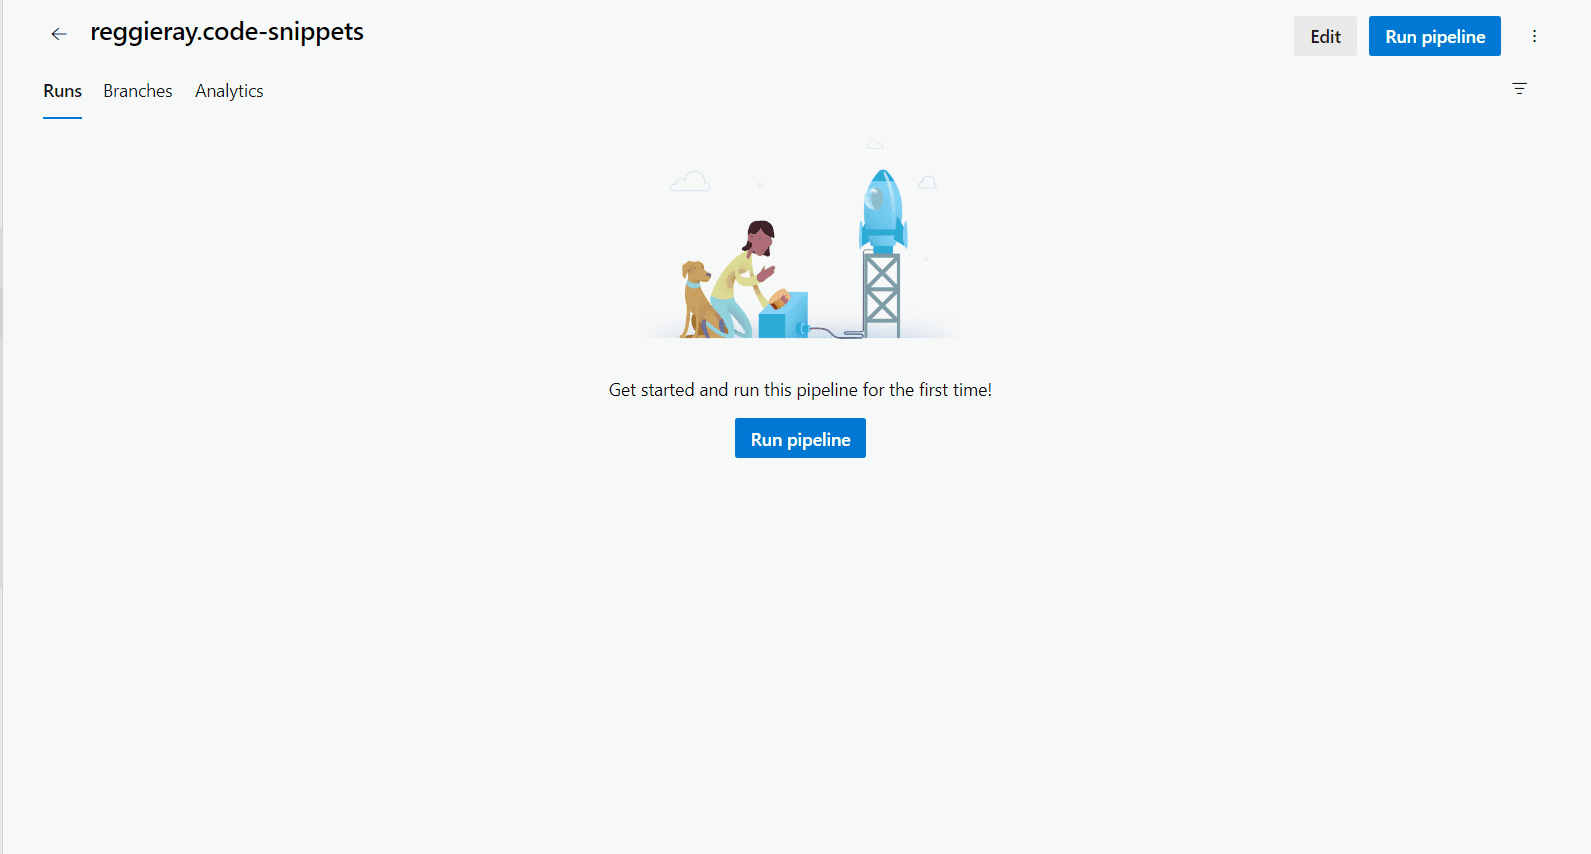 reggieray.code-snippets
Edit
Run pipeline
Runs
Branches
Analytics
Get started and run this pipeline for the first time!
Run pipeline